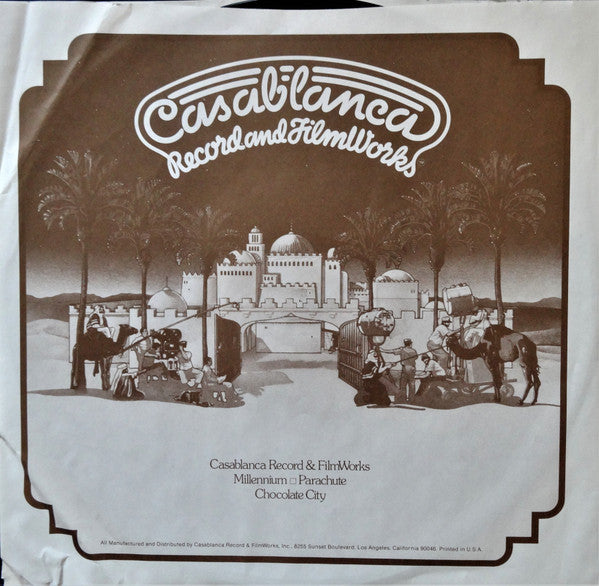 Casablanca
Record and FilmWorks
Casablanca Record & FilmWorks
Millennium □ Parachute
Chocolate City
All Manufactured and Distributed by Casablanca Record & FilmWorks, Inc., 8255 Sunset Boulevard, Los Angeles, California 90046. Printed in U.S.A.